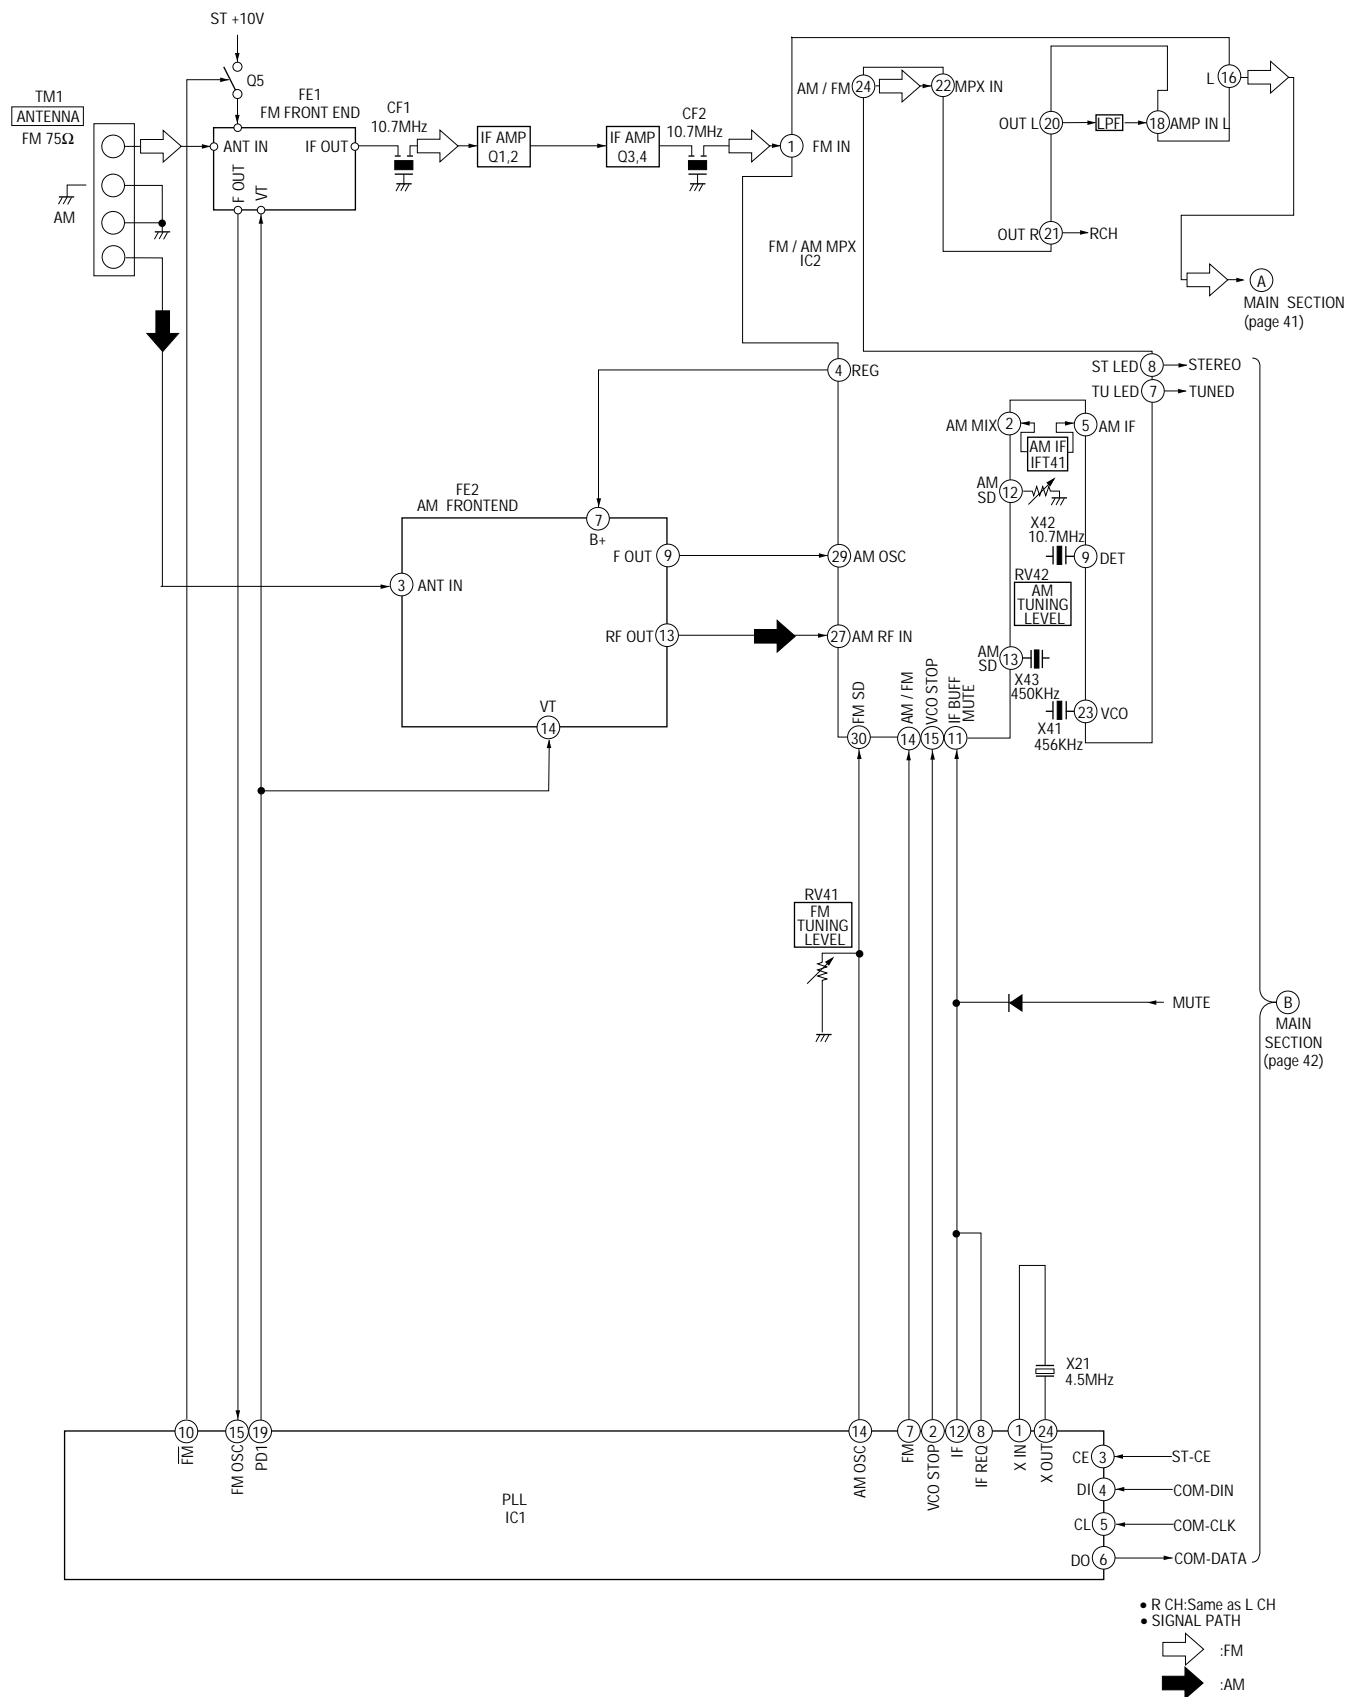 ST +10V
Q5
TM1
ANTENNA
FM 75Ω
AM
FE1
FM FRONT END
ANT IN
IF OUT
F OUT
VT
CF1
10.7MHz
IF AMP
Q1,2
IF AMP
Q3,4
CF2
10.7MHz
1
FM IN
AM / FM
24
22
MPX IN
OUT L
20
LPF
18
AMP IN L
L
16
OUT R
21
RCH
FM / AM MPX
IC2
A
MAIN SECTION
(page 41)
4
REG
ST LED
8
STEREO
TU LED
7
TUNED
AM MIX
2
5
AM IF
AM IF
IFT41
AM
SD
12
X42
10.7MHz
9
DET
RV42
AM
TUNING
LEVEL
AM
SD
13
X43
450KHz
23
VCO
X41
456KHz
FE2
AM FRONTEND
7
B+
F OUT
9
29
AM OSC
3
ANT IN
RF OUT
13
27
AM RF IN
VT
14
FM SD
AM / FM
VCO STOP
IF BUFF
MUTE
30
14
15
11
RV41
FM
TUNING
LEVEL
MUTE
B
MAIN
SECTION
(page 42)
X21
4.5MHz
10
15
19
14
7
2
12
8
1
24
FM
FM OSC
PD1
AM OSC
FM
VCO STOP
IF
IF REQ
X IN
X OUT
CE
3
ST-CE
DI
4
COM-DIN
CL
5
COM-CLK
DO
6
COM-DATA
PLL
IC1
• R CH:Same as L CH
• SIGNAL PATH
:FM
:AM